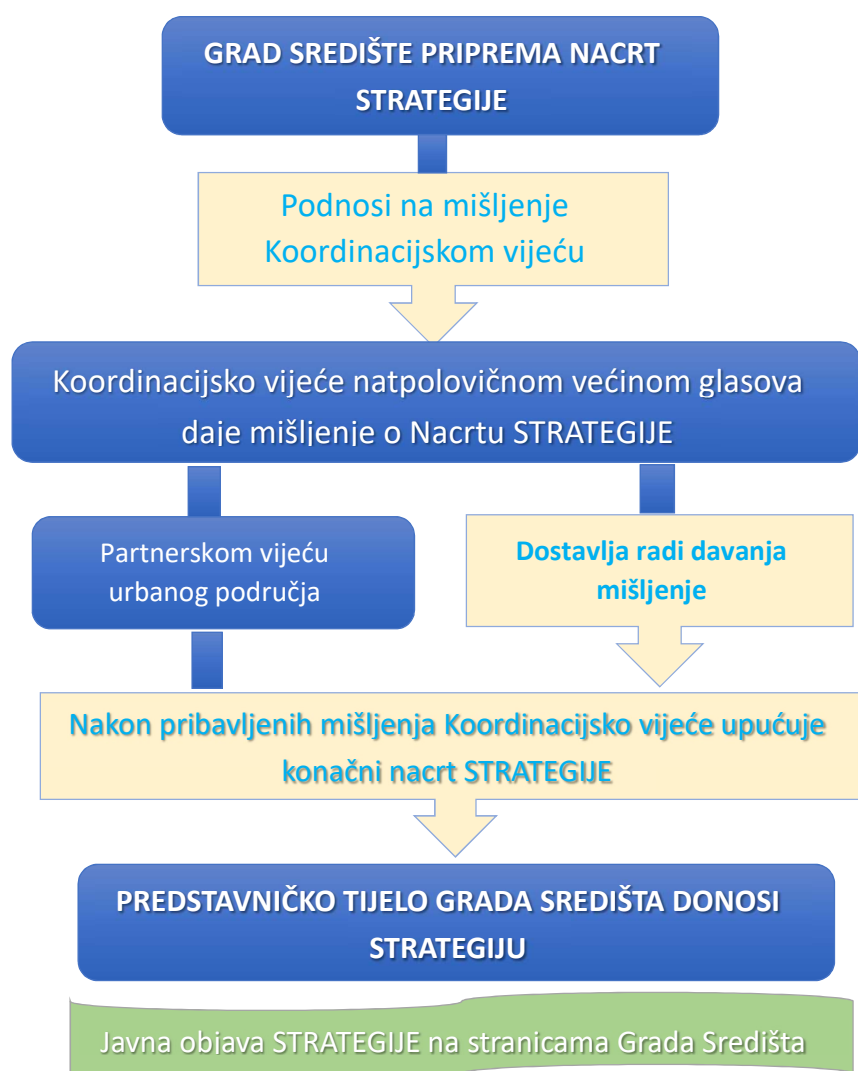 GRAD SREDIŠTE PRIPREMA NACRT
STRATEGIJE
Podnosi na mišljenje
Koordinacijskom vijeću
Koordinacijsko vijeće natpolovičnom većinom glasova
daje mišljenje o Nacrtu STRATEGIJE
Partnerskom vijeću
urbanog područja
Dostavlja radi davanja
mišljenje
Nakon pribavljenih mišljenja Koordinacijsko vijeće upućuje
konačni nacrt STRATEGIJE
PREDSTAVNIČKO TIJELO GRADA SREDIŠTA DONOSI
STRATEGIJU
Javna objava STRATEGIJE na stranicama Grada Središta